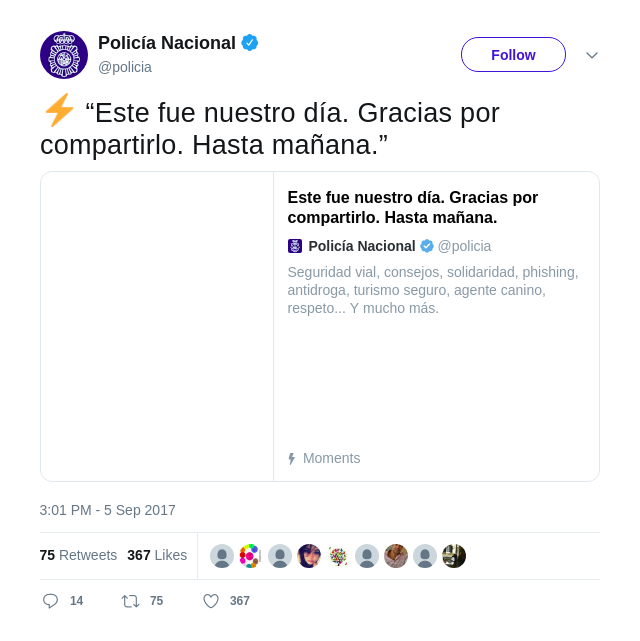 Policía Nacional
@policia
Follow
⚡ “Este fue nuestro día. Gracias por
compartirlo. Hasta mañana.”
Este fue nuestro día. Gracias por
compartirlo. Hasta mañana.
Policía Nacional @policia
Seguridad vial, consejos, solidaridad, phishing,
antidroga, turismo seguro, agente canino,
respeto... Y mucho más.
Moments
3:01 PM - 5 Sep 2017
75 Retweets 367 Likes
14 75 367